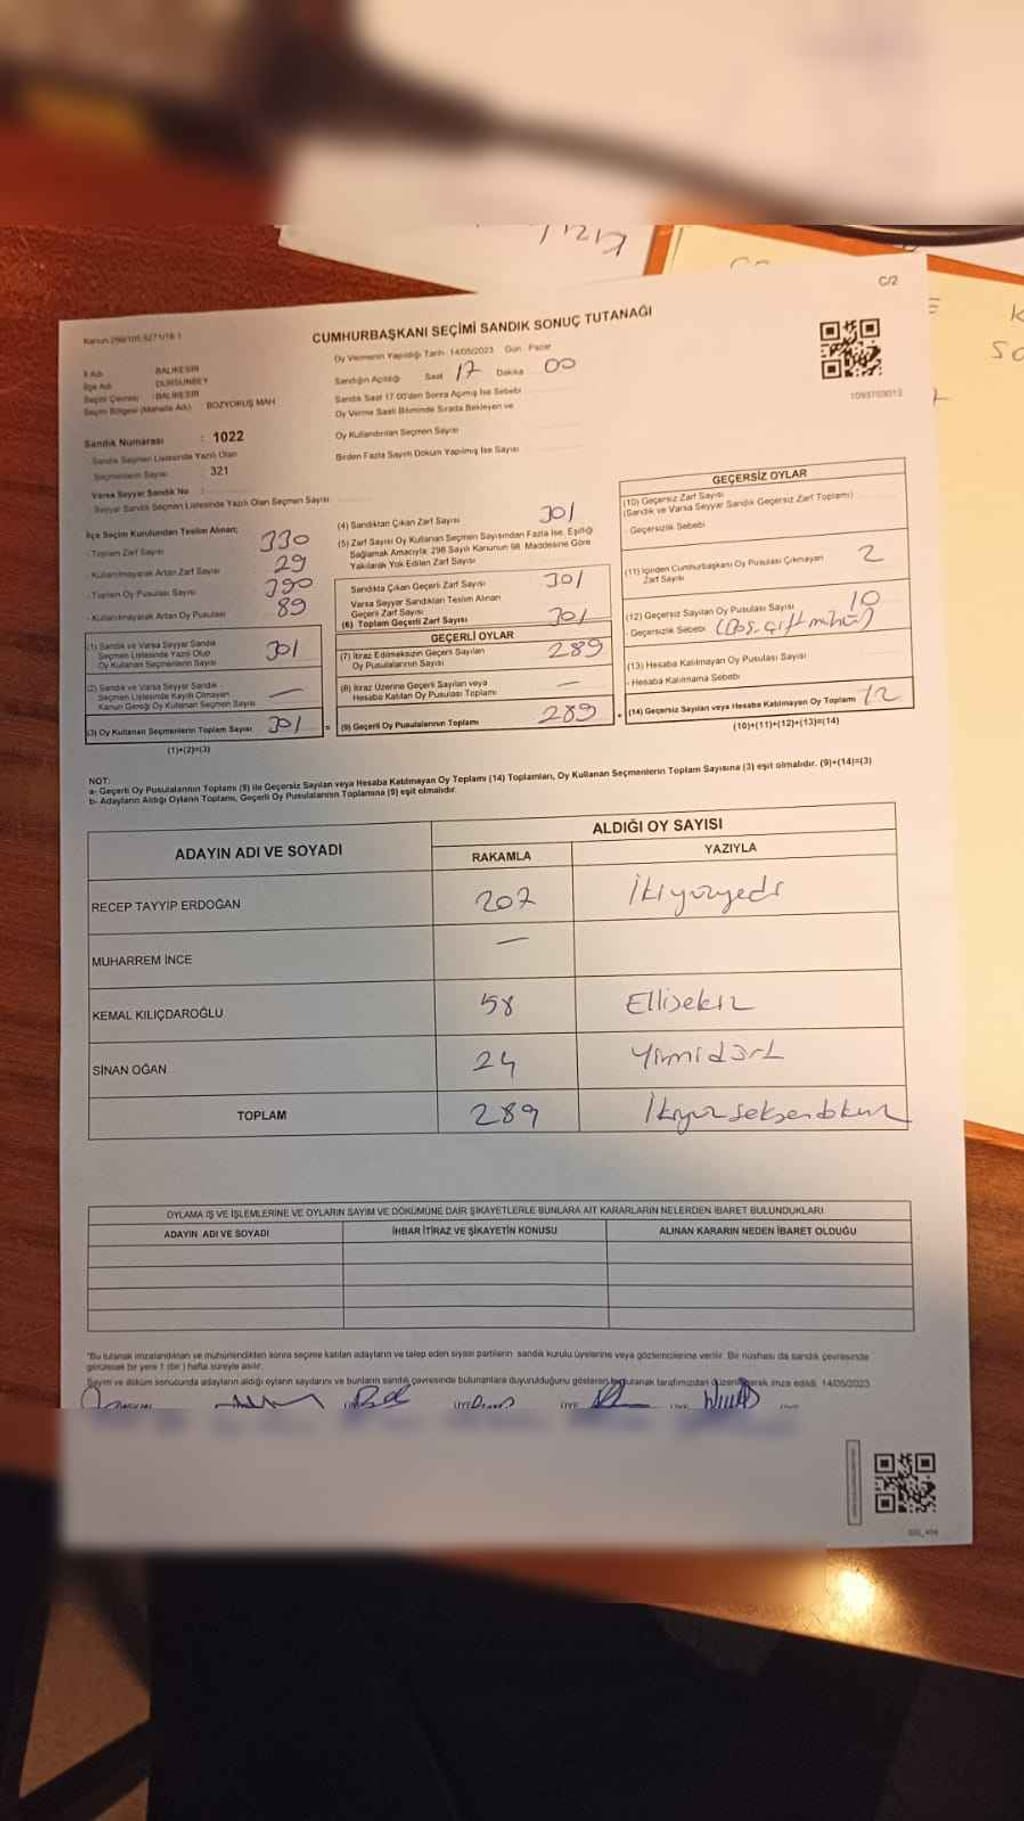 C/2
CUMHURBAŞKANI SEÇİMİ SANDIK SONUÇ TUTANAĞI
Oy Vermenin Yapıldığı Tarih : 14/05/2023 Gün : Pazar
Sandığın Açıldığı Saat 17 Dakika 00
Sandık Saat 17.00'den Sonra Açılmış İse Sebebi
Oy Verme Saati Bitiminde Sırada Bekleyen ve
Oy Kullandırılan Seçmen Sayısı
Birden Fazla Sayım Döküm Yapılmış İse Sayısı
İl Adı : BALIKESİR
İlçe Adı : DURSUNBEY
Seçim Çevresi : BALIKESİR
Seçim Bölgesi (Mahalle Adı) : BOZYOKUŞ MAH
Sandık Numarası : 1022
Sandık Seçmen Listesinde Yazılı Olan
Seçmenlerin Sayısı : 321
Varsa Seyyar Sandık No :
Seyyar Sandık Seçmen Listesinde Yazılı Olan Seçmen Sayısı
İlçe Seçim Kurulundan Teslim Alınan;
- Toplam Zarf Sayısı 330
- Kullanılmayarak Artan Zarf Sayısı 29
- Toplam Oy Pusulası Sayısı 390
- Kullanılmayarak Artan Oy Pusulası 89
(1) Sandık ve Varsa Seyyar Sandık
Seçmen Listesinde Yazılı Olup
Oy Kullanan Seçmenlerin Sayısı 301
(2) Sandık ve Varsa Seyyar Sandık
Seçmen Listesinde Kayıtlı Olmayan
Kanun Gereği Oy Kullanan Seçmen Sayısı —
(3) Oy Kullanan Seçmenlerin Toplam Sayısı 301 =
(1)+(2)=(3)
(4) Sandıktan Çıkan Zarf Sayısı 301
(5) Zarf Sayısı Oy Kullanan Seçmen Sayısından Fazla İse, Eşitliği
Sağlamak Amacıyla; 298 Sayılı Kanunun 98. Maddesine Göre
Yakılarak Yok Edilen Zarf Sayısı
Sandıkta Çıkan Geçerli Zarf Sayısı 301
Varsa Seyyar Sandıktan Teslim Alınan
Geçerli Zarf Sayısı
(6) Toplam Geçerli Zarf Sayısı 301
GEÇERLİ OYLAR
(7) İtiraz Edilmeksizin Geçerli Sayılan
Oy Pusulalarının Sayısı 289
(8) İtiraz Üzerine Geçerli Sayılan veya
Hesaba Katılan Oy Pusulası Toplamı —
(9) Geçerli Oy Pusulalarının Toplamı 289 +
GEÇERSİZ OYLAR
(10) Geçersiz Zarf Sayısı
(Sandık ve Varsa Seyyar Sandık Geçersiz Zarf Toplamı)
- Geçersizlik Sebebi
(11) İçinden Cumhurbaşkanı Oy Pusulası Çıkmayan
Zarf Sayısı 2
(12) Geçersiz Sayılan Oy Pusulası Sayısı 10
- Geçersizlik Sebebi (Boş-çift mühür)
(13) Hesaba Katılmayan Oy Pusulası Sayısı
- Hesaba Katılmama Sebebi
(14) Geçersiz Sayılan veya Hesaba Katılmayan Oy Toplamı 12
(10)+(11)+(12)+(13)=(14)
NOT:
a- Geçerli Oy Pusulalarının Toplamı (9) ile Geçersiz Sayılan veya Hesaba Katılmayan Oy Toplamı (14) Toplamları, Oy Kullanan Seçmenlerin Toplam Sayısına (3) eşit olmalıdır. (9)+(14)=(3)
b- Adayların Aldığı Oyların Toplamı, Geçerli Oy Pusulalarının Toplamına (9) eşit olmalıdır.
ADAYIN ADI VE SOYADI
ALDIĞI OY SAYISI
RAKAMLA YAZIYLA
RECEP TAYYİP ERDOĞAN 207 İkiyüzyedi
MUHARREM İNCE —
KEMAL KILIÇDAROĞLU 58 Ellisekiz
SİNAN OĞAN 24 Yirmidört
TOPLAM 289 İkiyüzseksendokuz
OYLAMA İŞ VE İŞLEMLERİNE VE OYLARIN SAYIM VE DÖKÜMÜNE DAİR ŞİKAYETLERLE BUNLARA AİT KARARLARIN NELERDEN İBARET BULUNDUKLARI
ADAYIN ADI VE SOYADI İHBAR İTİRAZ VE ŞİKAYETİN KONUSU ALINAN KARARIN NEDEN İBARET OLDUĞU
"Bu tutanak imzalandıktan ve mühürlendikten sonra seçime katılan adayların ve talep eden siyasi partilerin sandık kurulu üyelerine veya gözlemcilerine verilir. Bir nüshası da sandık çevresinde
görülecek bir yere 1 (bir) hafta süreyle asılır.
Sayım ve döküm sonucunda adayların aldığı oyların sayılarını ve bunların sandık çevresinde bulunanlara duyurulduğunu gösteren tutanak tarafımızdan düzenlenerek imza edildi. 14/05/2023